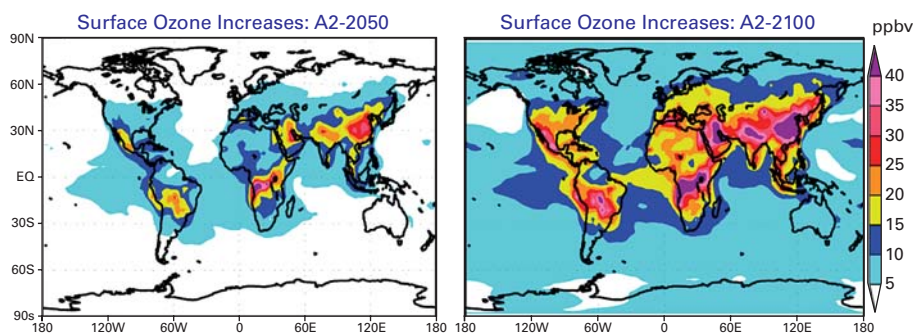 Surface Ozone Increases: A2-2050
90N
60N
30N
EQ
30S
60S
90s
180 120W 60W 0 60E 120E 180
Surface Ozone Increases: A2-2100
180 120W 60W 0 60E 120E 180
ppbv
40
35
30
25
20
15
10
5